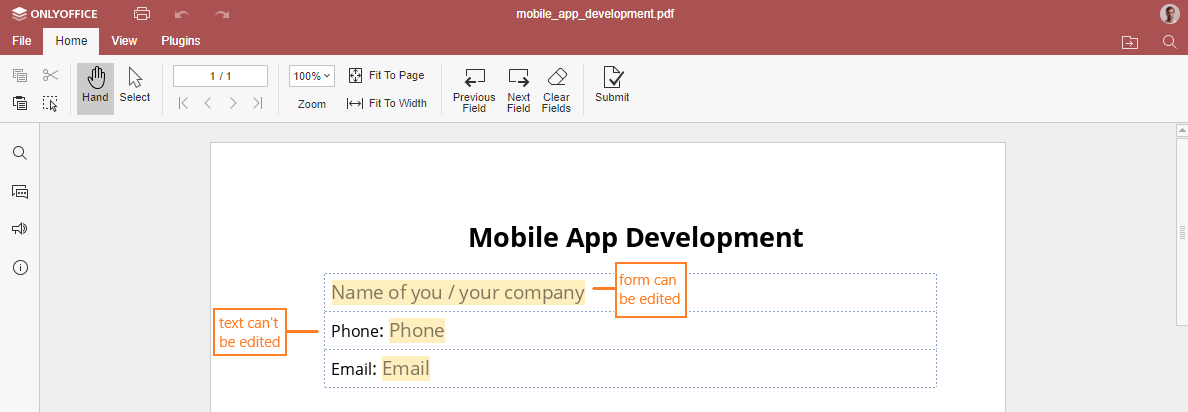 ONLYOFFICE
mobile_app_development.pdf
File Home View Plugins
Hand
Select
1 / 1
100%
Zoom
Fit To Page
Fit To Width
Previous
Field
Next
Field
Clear
Fields
Submit
Mobile App Development
Name of you / your company
form can
be edited
text can't
be edited
Phone: Phone
Email: Email